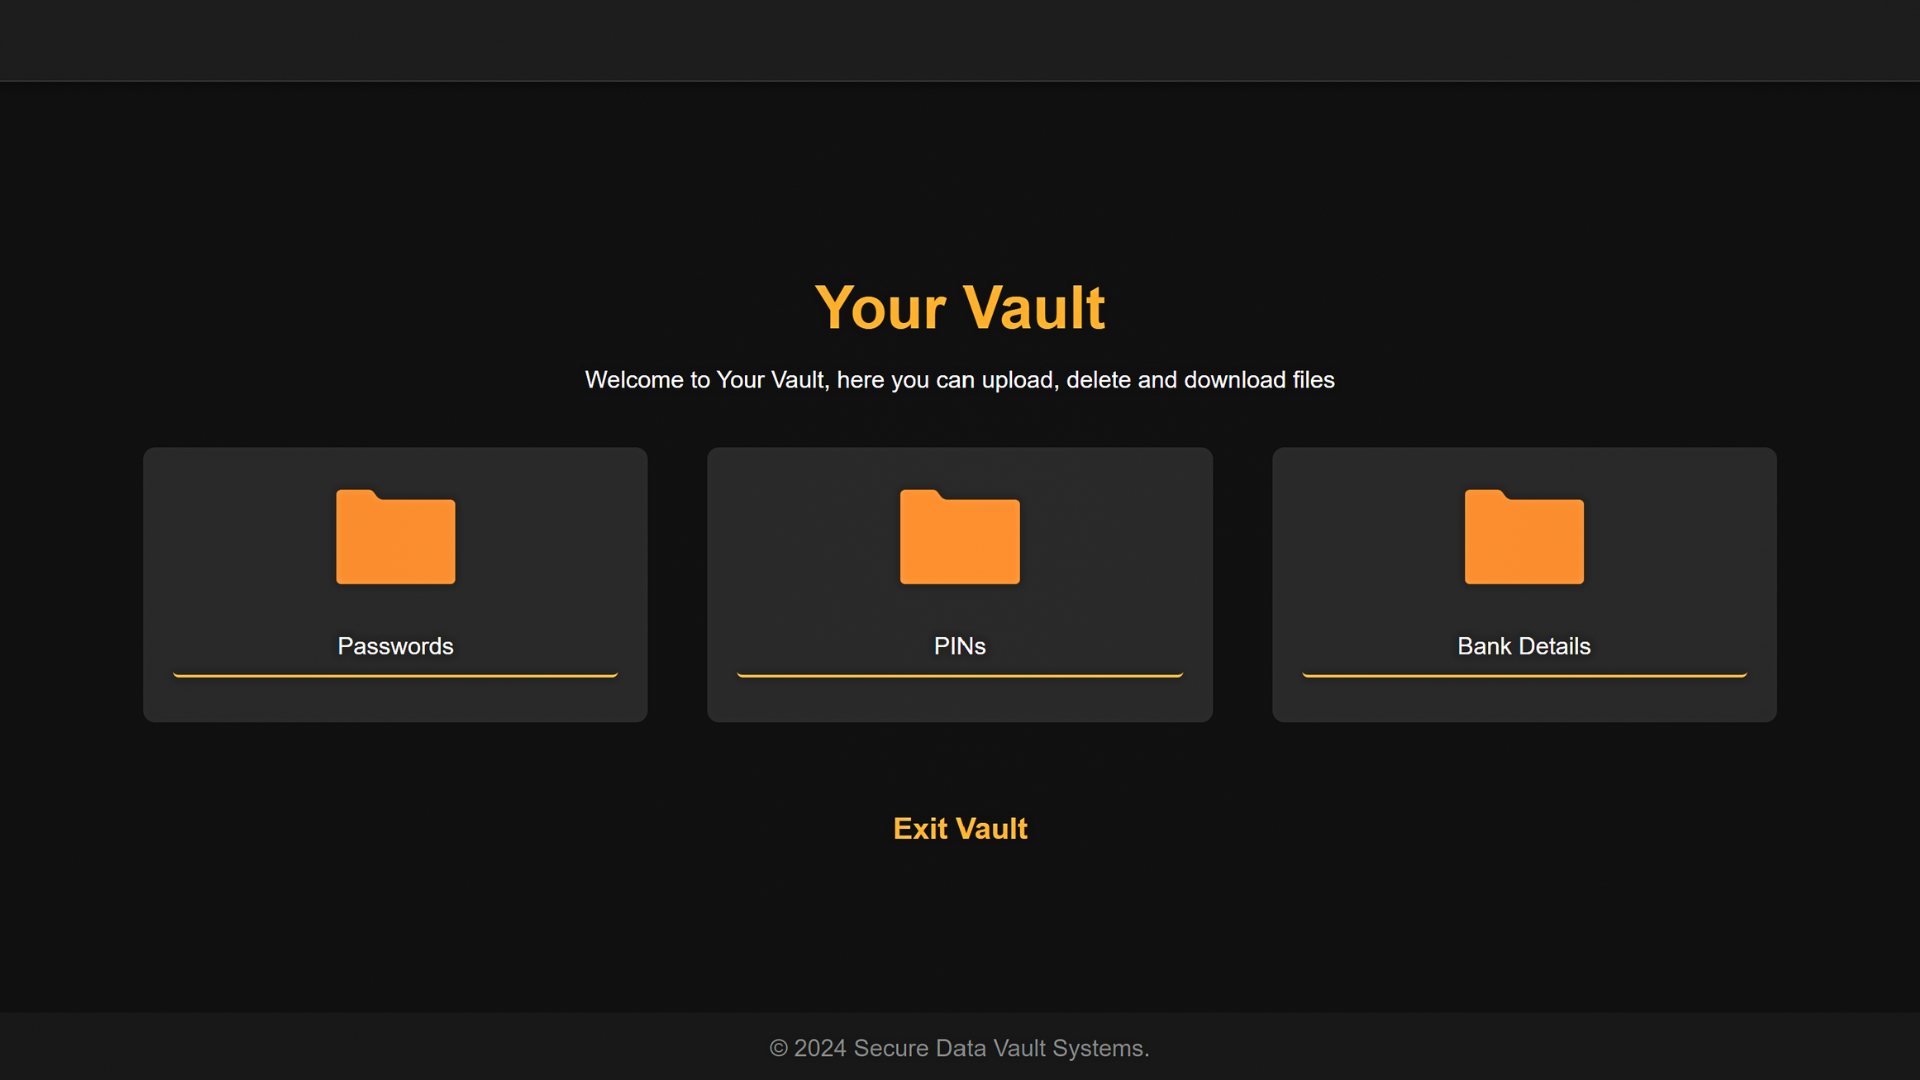 Your Vault
Welcome to Your Vault, here you can upload, delete and download files
Passwords
PINs
Bank Details
Exit Vault
© 2024 Secure Data Vault Systems.